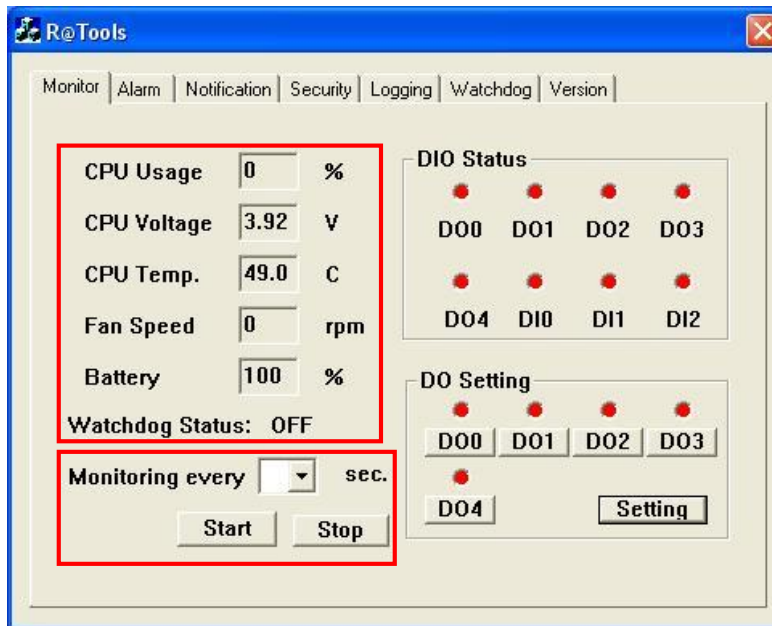 R@Tools
Monitor Alarm Notification Security Logging Watchdog Version
CPU Usage 0 %
CPU Voltage 3.92 V
CPU Temp. 49.0 C
Fan Speed 0 rpm
Battery 100 %
Watchdog Status: OFF
Monitoring every sec.
Start Stop
DIO Status
DO0 DO1 DO2 DO3
DO4 DI0 DI1 DI2
DO Setting
DO0 DO1 DO2 DO3
DO4 Setting